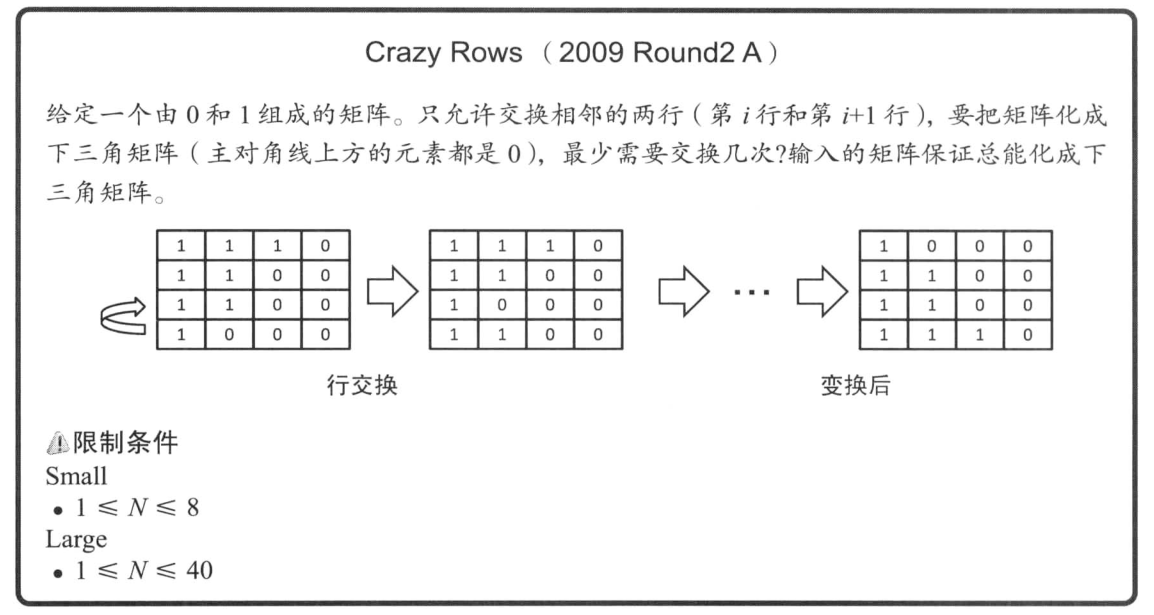 Crazy Rows （2009 Round2 A）
给定一个由 0 和 1 组成的矩阵。只允许交换相邻的两行（第 i 行和第 i+1 行），要把矩阵化成
下三角矩阵（主对角线上方的元素都是 0），最少需要交换几次?输入的矩阵保证总能化成下
三角矩阵。
1 1 1 0 1 1 1 0 1 0 0 0
1 1 0 0 1 1 0 0 1 1 0 0
1 1 0 0 1 0 0 0 1 1 0 0
1 0 0 0 1 1 0 0 1 1 1 0
...
行交换 变换后
限制条件
Small
• 1 ≤ N ≤ 8
Large
• 1 ≤ N ≤ 40